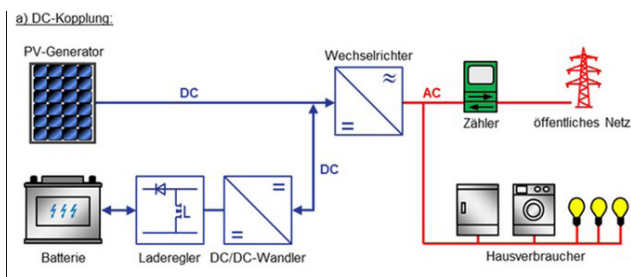 a) DC-Kopplung:
PV-Generator
Wechselrichter
DC
AC
Zähler
öffentliches Netz
DC
Batterie
Laderegler
DC/DC-Wandler
Hausverbraucher